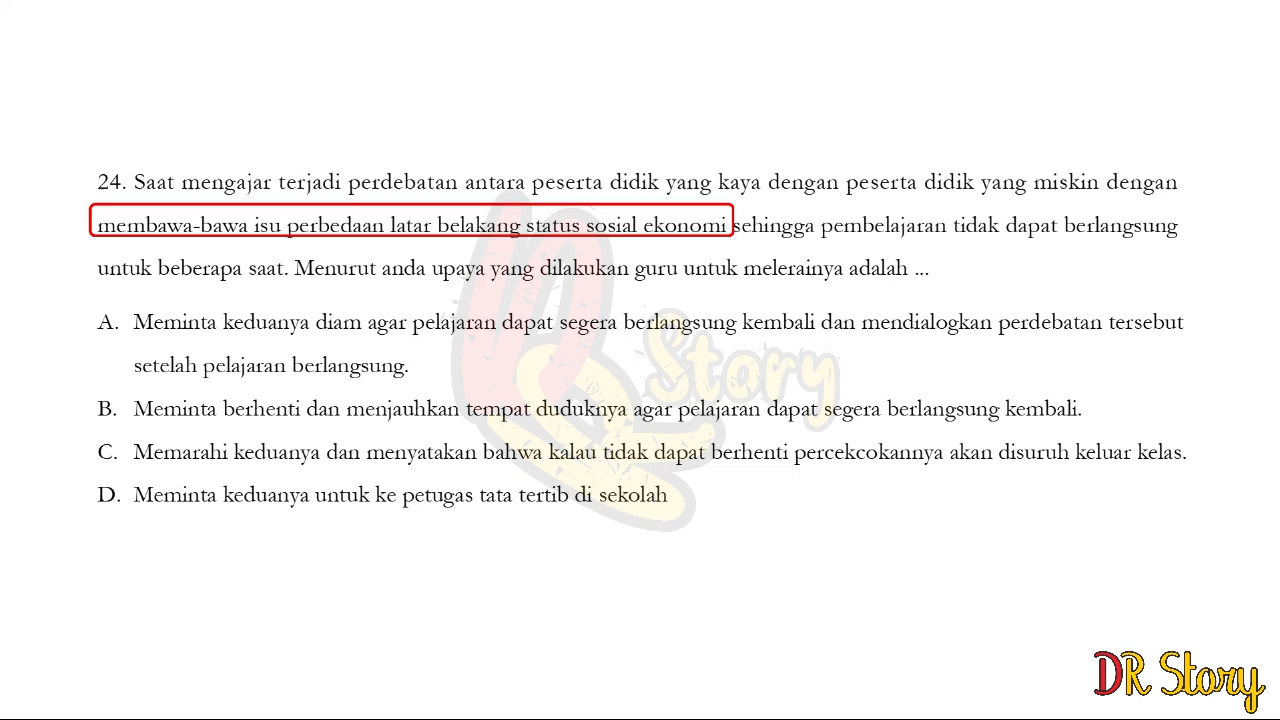 24. Saat mengajar terjadi perdebatan antara peserta didik yang kaya dengan peserta didik yang miskin dengan
membawa-bawa isu perbedaan latar belakang status sosial ekonomi sehingga pembelajaran tidak dapat berlangsung
untuk beberapa saat. Menurut anda upaya yang dilakukan guru untuk melerainya adalah ...
A. Meminta keduanya diam agar pelajaran dapat segera berlangsung kembali dan mendialogkan perdebatan tersebut
setelah pelajaran berlangsung.
B. Meminta berhenti dan menjauhkan tempat duduknya agar pelajaran dapat segera berlangsung kembali.
C. Memarahi keduanya dan menyatakan bahwa kalau tidak dapat berhenti percekcokannya akan disuruh keluar kelas.
D. Meminta keduanya untuk ke petugas tata tertib di sekolah
Story
DR Story